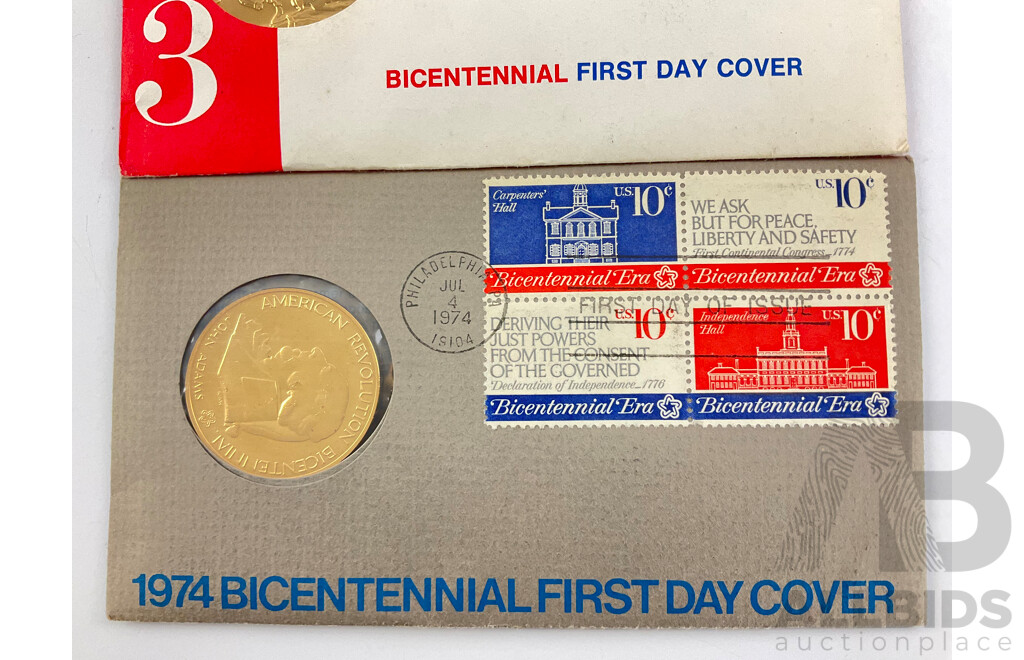 3
BICENTENNIAL FIRST DAY COVER
Carpenters' Hall
U.S. 10c
Bicentennial Era
U.S. 10c
WE ASK
BUT FOR PEACE,
LIBERTY AND SAFETY
First Continental Congress, 1774
Bicentennial Era
PHILADELPHIA PA
JUL
4
1974
19104
FIRST DAY OF ISSUE
10c
DERIVING THEIR
JUST POWERS
FROM THE CONSENT
OF THE GOVERNED
Declaration of Independence, 1776
Bicentennial Era
Independence Hall
U.S. 10c
Bicentennial Era
AMERICAN REVOLUTION BICENTENNIAL
JOHN ADAMS
1974 BICENTENNIAL FIRST DAY COVER
AB
ALLBIDS
auctionplace